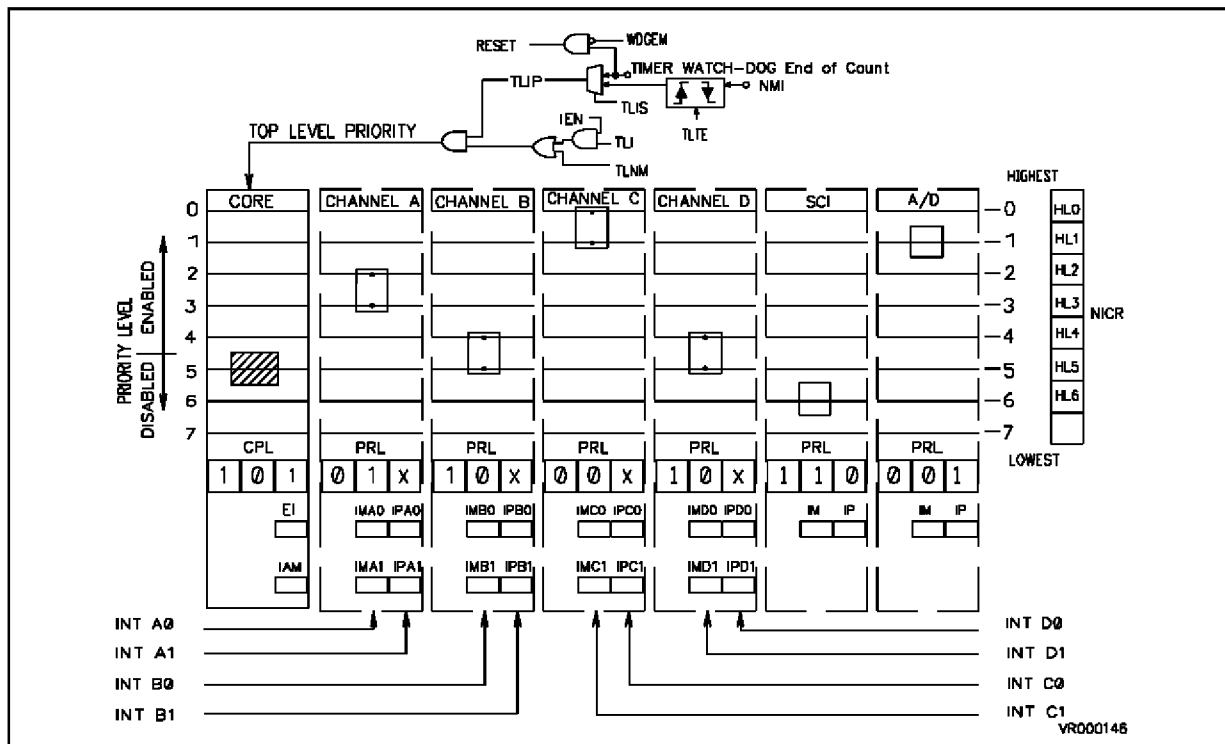 RESET WDGEM
TIMER WATCH-DOG End of Count
TLIP NMI
TLIS
TLTE
IEN
TLI
TOP LEVEL PRIORITY
TLNM
HIGHEST
CORE CHANNEL A CHANNEL B CHANNEL C CHANNEL D SCI A/D
0 0 HL0
1 1 HL1
2 2 HL2
3 3 HL3
NICR
4 4 HL4
5 5 HL5
6 6 HL6
7 7
PRIORITY LEVEL
DISABLED ENABLED
LOWEST
CPL PRL PRL PRL PRL PRL PRL
1 0 1 0 1 X 1 0 X 0 0 X 1 0 X 1 1 0 0 0 1
EI IMA0 IPA0 IMB0 IPB0 IMC0 IPC0 IMD0 IPD0 IM IP IM IP
IAM IMA1 IPA1 IMB1 IPB1 IMC1 IPC1 IMD1 IPD1
INT A0 INT D0
INT A1 INT D1
INT B0 INT C0
INT B1 INT C1
VR000146